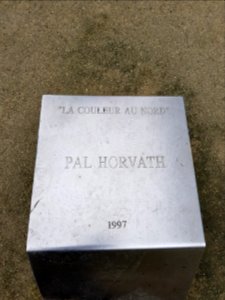 "LA COULEUR AU NORD"
PAL HORVATH
1997